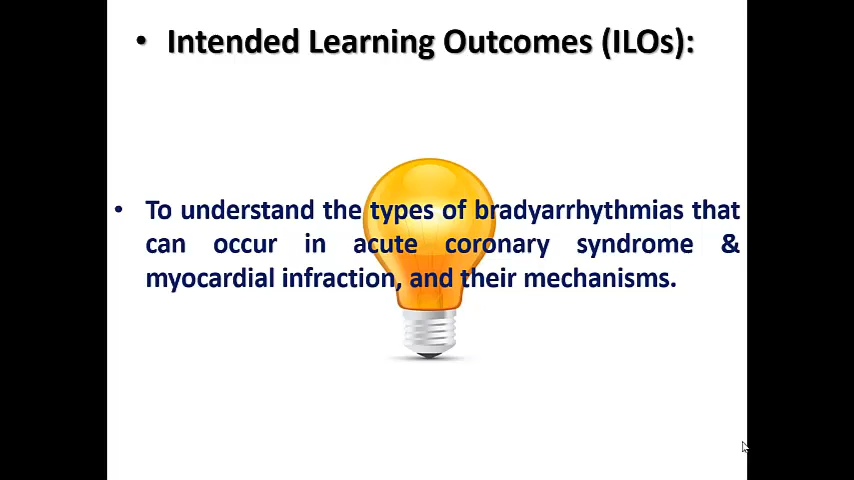 • Intended Learning Outcomes (ILOs):
• To understand the types of bradyarrhythmias that
can occur in acute coronary syndrome &
myocardial infraction, and their mechanisms.